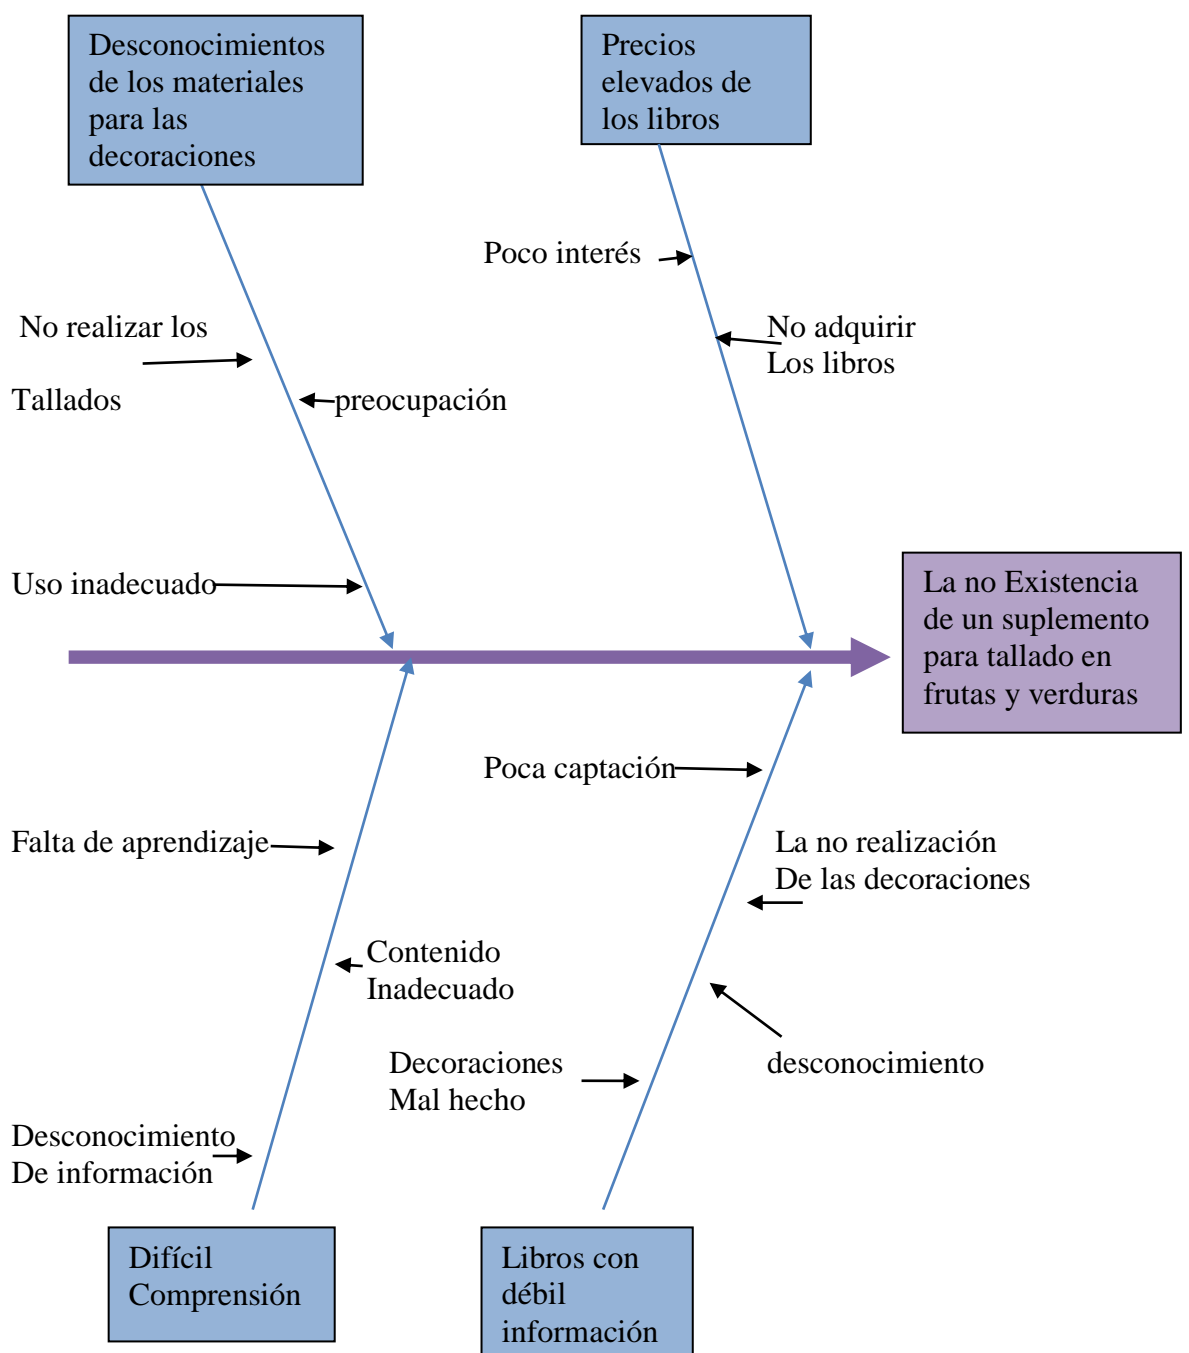 Desconocimientos
de los materiales
para las
decoraciones
Precios
elevados de
los libros
Poco interés
No realizar los
Tallados
No adquirir
Los libros
preocupación
Uso inadecuado
La no Existencia
de un suplemento
para tallado en
frutas y verduras
Poca captación
Falta de aprendizaje
La no realización
De las decoraciones
Contenido
Inadecuado
Decoraciones
Mal hecho
desconocimiento
Desconocimiento
De información
Difícil
Comprensión
Libros con
débil
información